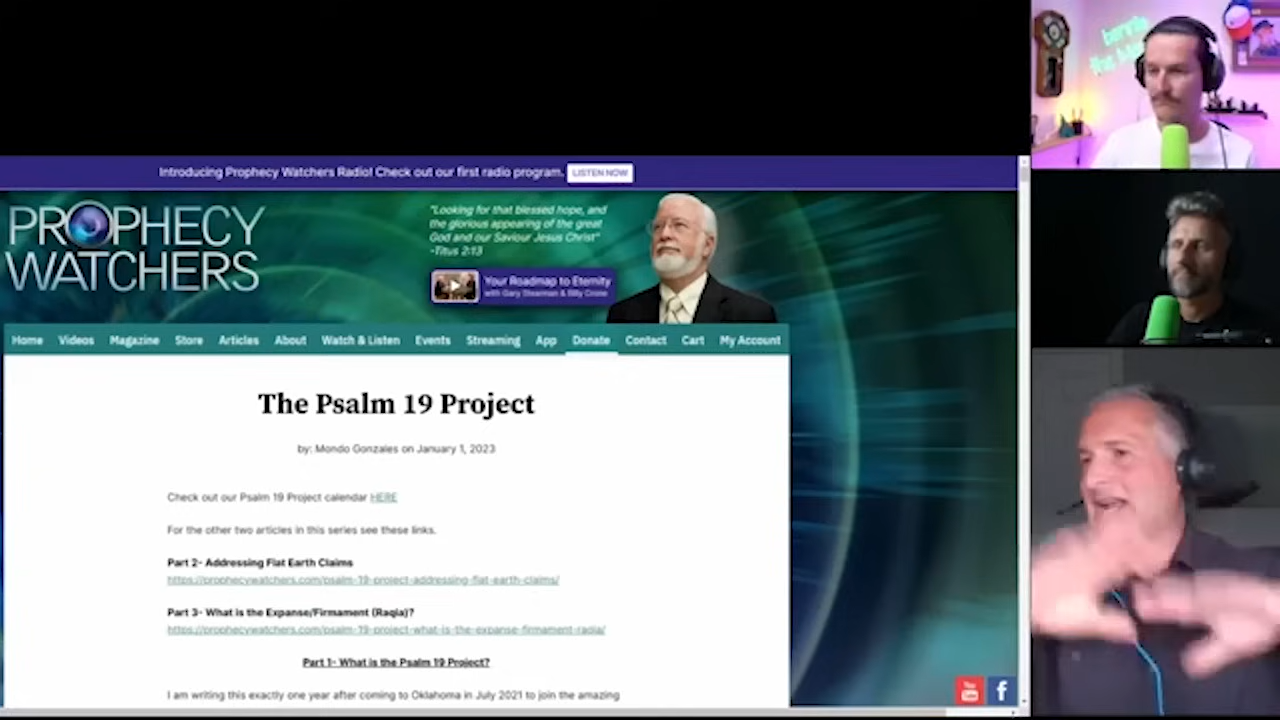 Introducing Prophecy Watchers Radio! Check out our first radio program. LISTEN NOW
PROPHECY
WATCHERS
"Looking for that blessed hope, and
the glorious appearing of the great
God and our Saviour Jesus Christ"
-Titus 2:13
Your Roadmap to Eternity
with Gary Stearman & Billy Crone
Home Videos Magazine Store Articles About Watch & Listen Events Streaming App Donate Contact Cart My Account
The Psalm 19 Project
by: Mondo Gonzales on January 1, 2023
Check out our Psalm 19 Project calendar HERE
For the other two articles in this series see these links.
Part 2- Addressing Flat Earth Claims
https://prophecywatchers.com/psalm-19-project-addressing-flat-earth-claims/
Part 3- What is the Expanse/Firmament (Raqia)?
https://prophecywatchers.com/psalm-19-project-what-is-the-expanse-firmament-raqia/
Part 1- What is the Psalm 19 Project?
I am writing this exactly one year after coming to Oklahoma in July 2021 to join the amazing
You
f